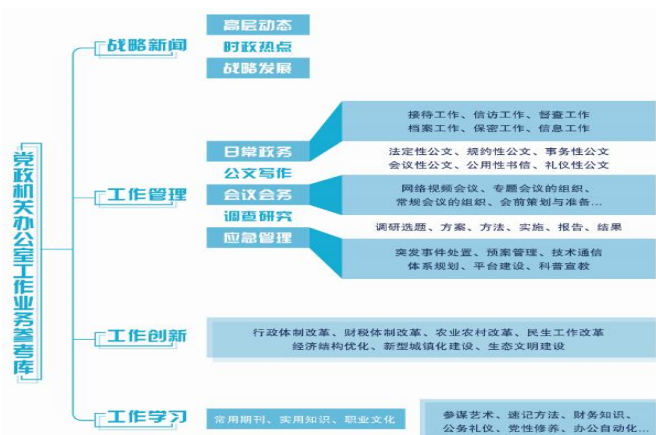 党政机关办公室工作业务参考库
战略新闻
高层动态
时政热点
战略发展
工作管理
日常政务
接待工作、信访工作、督查工作
档案工作、保密工作、信息工作
公文写作
法定性公文、规约性公文、事务性公文
会议性公文、公用性书信、礼仪性公文
会议会务
网络视频会议、专题会议的组织、
常规会议的组织、会前策划与准备...
调查研究
调研选题、方案、方法、实施、报告、结果
应急管理
突发事件处置、预案管理、技术通信
体系规划、平台建设、科普宣教
工作创新
行政体制改革、财税体制改革、农业农村改革、民生工作改革
经济结构优化、新型城镇化建设、生态文明建设
工作学习
常用期刊、实用知识、职业文化
参谋艺术、速记方法、财务知识、
公务礼仪、党性修养、办公自动化...